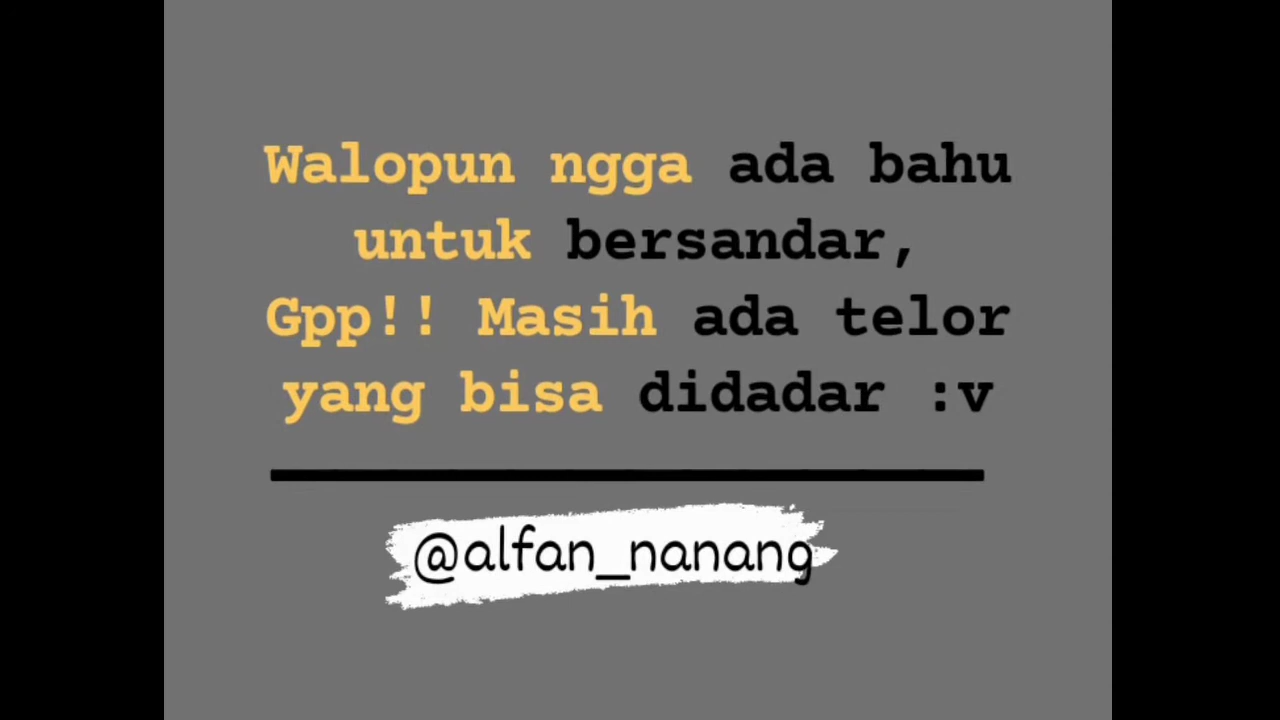 Walopun ngga ada bahu
untuk bersandar,
Gpp!! Masih ada telor
yang bisa didadar :v
@alfan_nanang